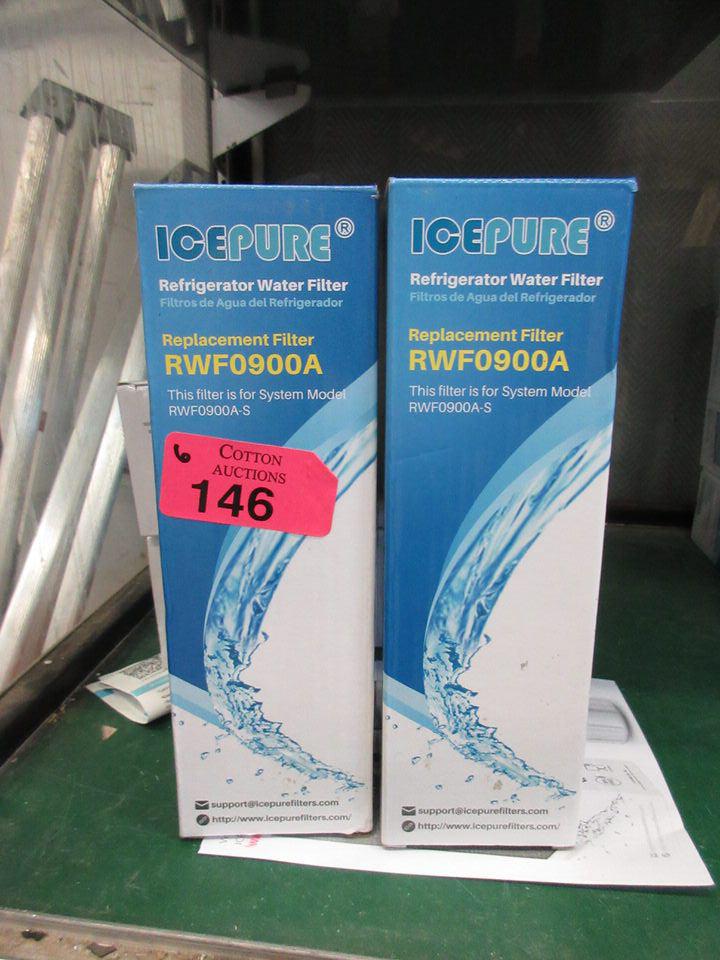 ICEPURE®
Refrigerator Water Filter
Filtros de Agua del Refrigerador
Replacement Filter
RWF0900A
This filter is for System Model
RWF0900A-S
6
COTTON
AUCTIONS
146
support@icepurefilters.com
http://www.icepurefilters.com/
ICEPURE®
Refrigerator Water Filter
Filtros de Agua del Refrigerador
Replacement Filter
RWF0900A
This filter is for System Model
RWF0900A-S
support@icepurefilters.com
http://www.icepurefilters.com/